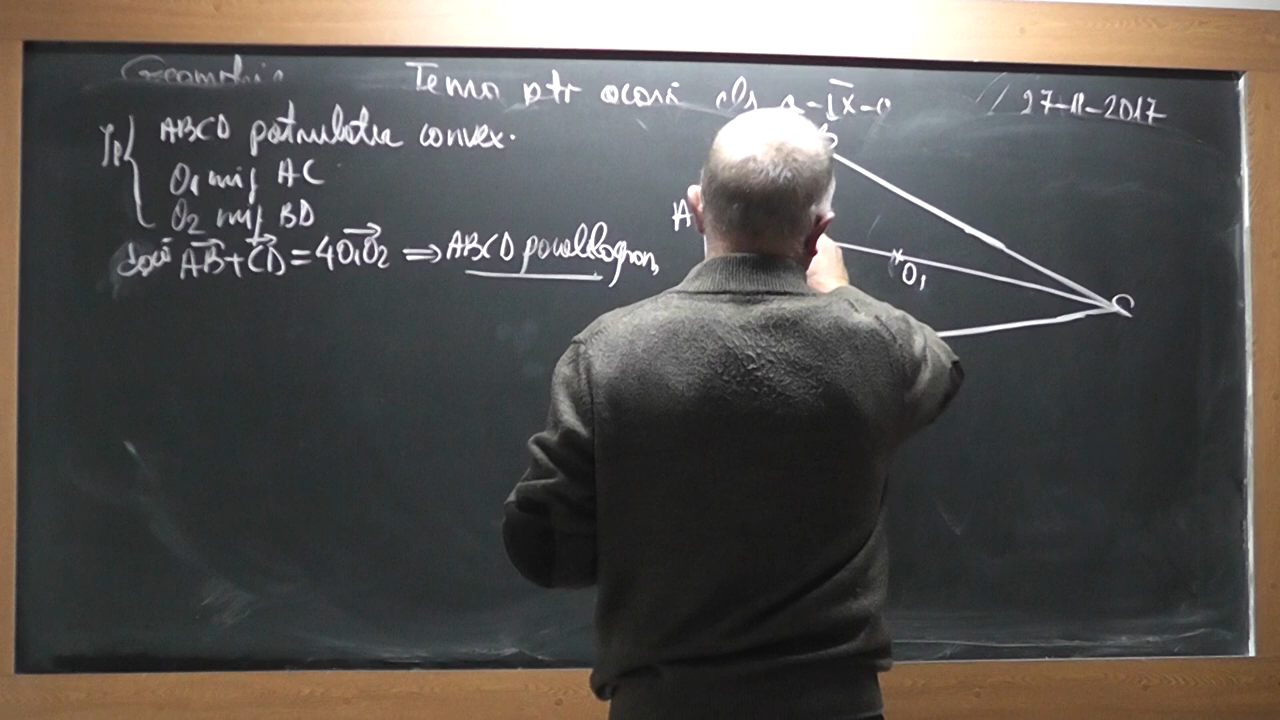 Geometrie
Tema ptr acasă cls a-IX-a
27-11-2017
Ip { ABCD patrulater convex.
O₁ mij AC
O₂ mij BD
dacă AB⃗ + CD⃗ = 4O₁O₂⃗ ⇒ ABCD paralelogram
A
B
O₁
C